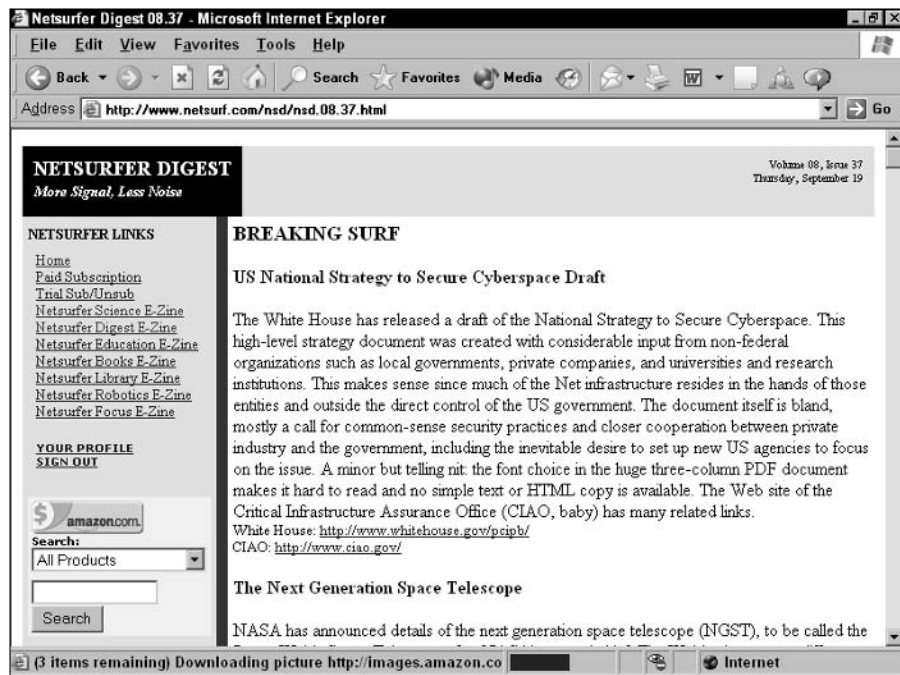 Netsurfer Digest 08.37 - Microsoft Internet Explorer
File Edit View Favorites Tools Help
Back Search Favorites Media
Address http://www.netsurf.com/nsd/nsd.08.37.html Go
NETSURFER DIGEST
More Signal, Less Noise
Volume 08, Issue 37
Thursday, September 19
NETSURFER LINKS
Home
Paid Subscription
Trial Sub/Unsub
Netsurfer Science E-Zine
Netsurfer Digest E-Zine
Netsurfer Education E-Zine
Netsurfer Books E-Zine
Netsurfer Library E-Zine
Netsurfer Robotics E-Zine
Netsurfer Focus E-Zine
YOUR PROFILE
SIGN OUT
amazon.com.
Search:
All Products
Search
BREAKING SURF
US National Strategy to Secure Cyberspace Draft
The White House has released a draft of the National Strategy to Secure Cyberspace. This
high-level strategy document was created with considerable input from non-federal
organizations such as local governments, private companies, and universities and research
institutions. This makes sense since much of the Net infrastructure resides in the hands of those
entities and outside the direct control of the US government. The document itself is bland,
mostly a call for common-sense security practices and closer cooperation between private
industry and the government, including the inevitable desire to set up new US agencies to focus
on the issue. A minor but telling nit: the font choice in the huge three-column PDF document
makes it hard to read and no simple text or HTML copy is available. The Web site of the
Critical Infrastructure Assurance Office (CIAO, baby) has many related links.
White House: http://www.whitehouse.gov/pcipb/
CIAO: http://www.ciao.gov/
The Next Generation Space Telescope
NASA has announced details of the next generation space telescope (NGST), to be called the
(3 items remaining) Downloading picture http://images.amazon.co
Internet